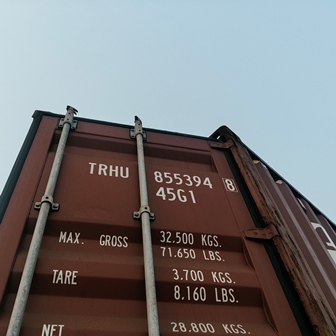 TRHU 855394 8
45G1
MAX. GROSS 32.500 KGS.
71.650 LBS.
TARE 3.700 KGS.
8.160 LBS.
NET 28.800 KGS.